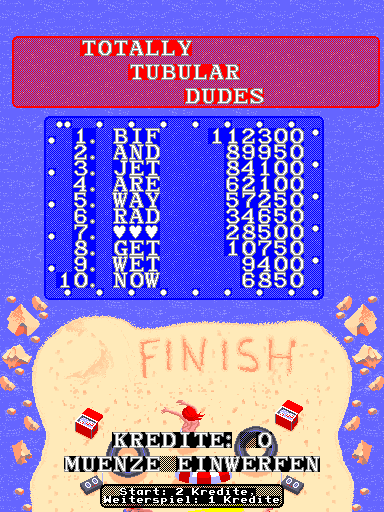 TOTALLY
TUBULAR
DUDES
1. BIF 112300
2. AND 89950
3. JET 84100
4. ARE 62100
5. WAY 57250
6. RAD 34650
7. ♥♥♥ 28500
8. GET 10750
9. WET 9400
10. NOW 6850
FINISH
KREDITE: 0
MUENZE EINWERFEN
Start: 2 Kredite,
Weiterspiel: 1 Kredite